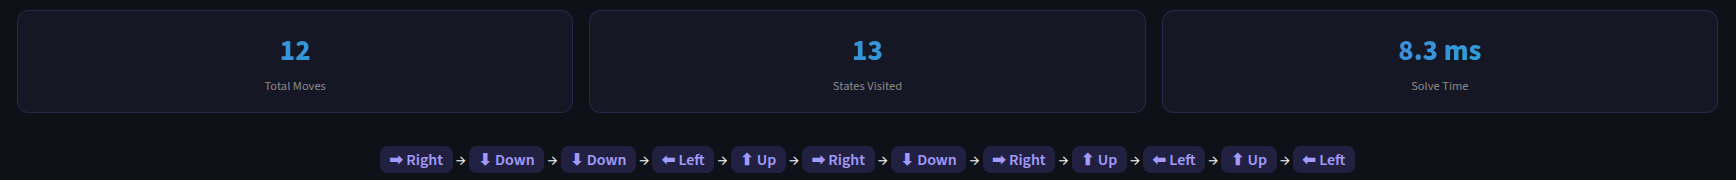 12
Total Moves
13
States Visited
8.3 ms
Solve Time
➡ Right → ⬇ Down → ⬇ Down → ⬅ Left → ⬆ Up → ➡ Right → ⬇ Down → ➡ Right → ⬆ Up → ⬅ Left → ⬆ Up → ⬅ Left